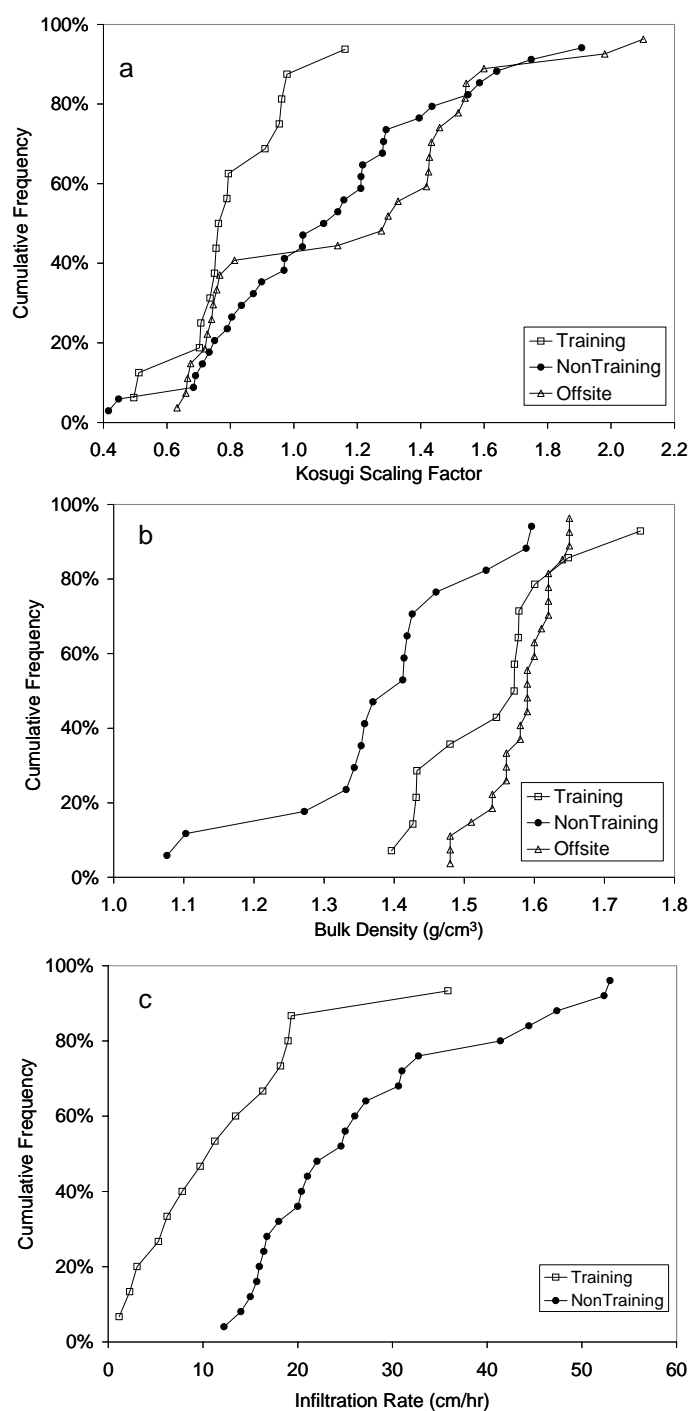 a
100%
80%
60%
40%
20%
0%
Cumulative Frequency
Training
NonTraining
Offsite
0.4 0.6 0.8 1.0 1.2 1.4 1.6 1.8 2.0 2.2
Kosugi Scaling Factor
b
100%
80%
60%
40%
20%
0%
Cumulative Frequency
Training
NonTraining
Offsite
1.0 1.1 1.2 1.3 1.4 1.5 1.6 1.7 1.8
Bulk Density (g/cm³)
c
100%
80%
60%
40%
20%
0%
Cumulative Frequency
Training
NonTraining
0 10 20 30 40 50 60
Infiltration Rate (cm/hr)